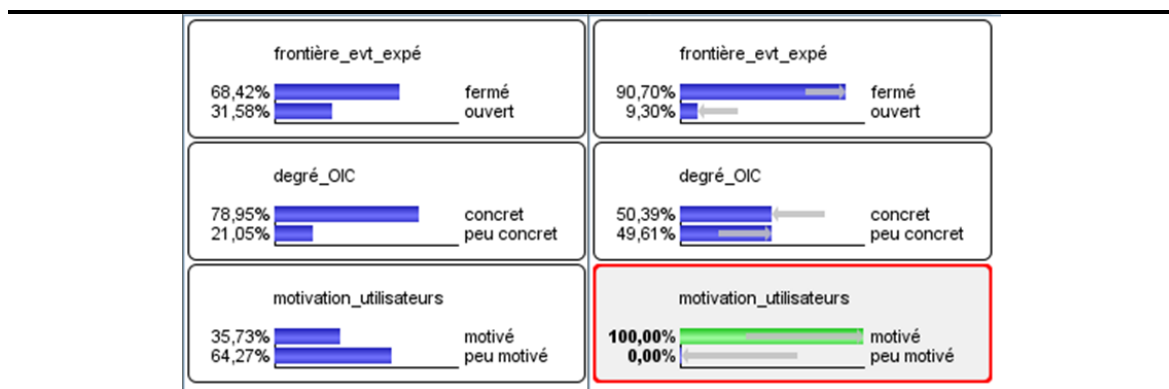 frontière_evt_expé
68,42% fermé
31,58% ouvert
degré_OIC
78,95% concret
21,05% peu concret
motivation_utilisateurs
35,73% motivé
64,27% peu motivé
frontière_evt_expé
90,70% fermé
9,30% ouvert
degré_OIC
50,39% concret
49,61% peu concret
motivation_utilisateurs
100,00% motivé
0,00% peu motivé